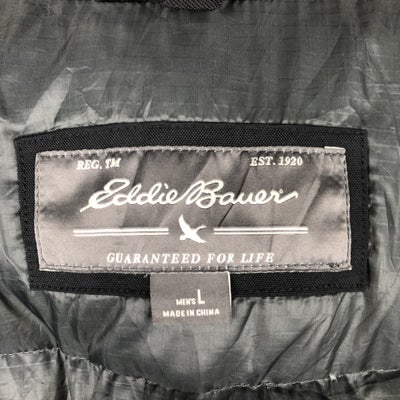 REG. TM EST. 1920
Eddie Bauer®
GUARANTEED FOR LIFE
MEN'S L
MADE IN CHINA